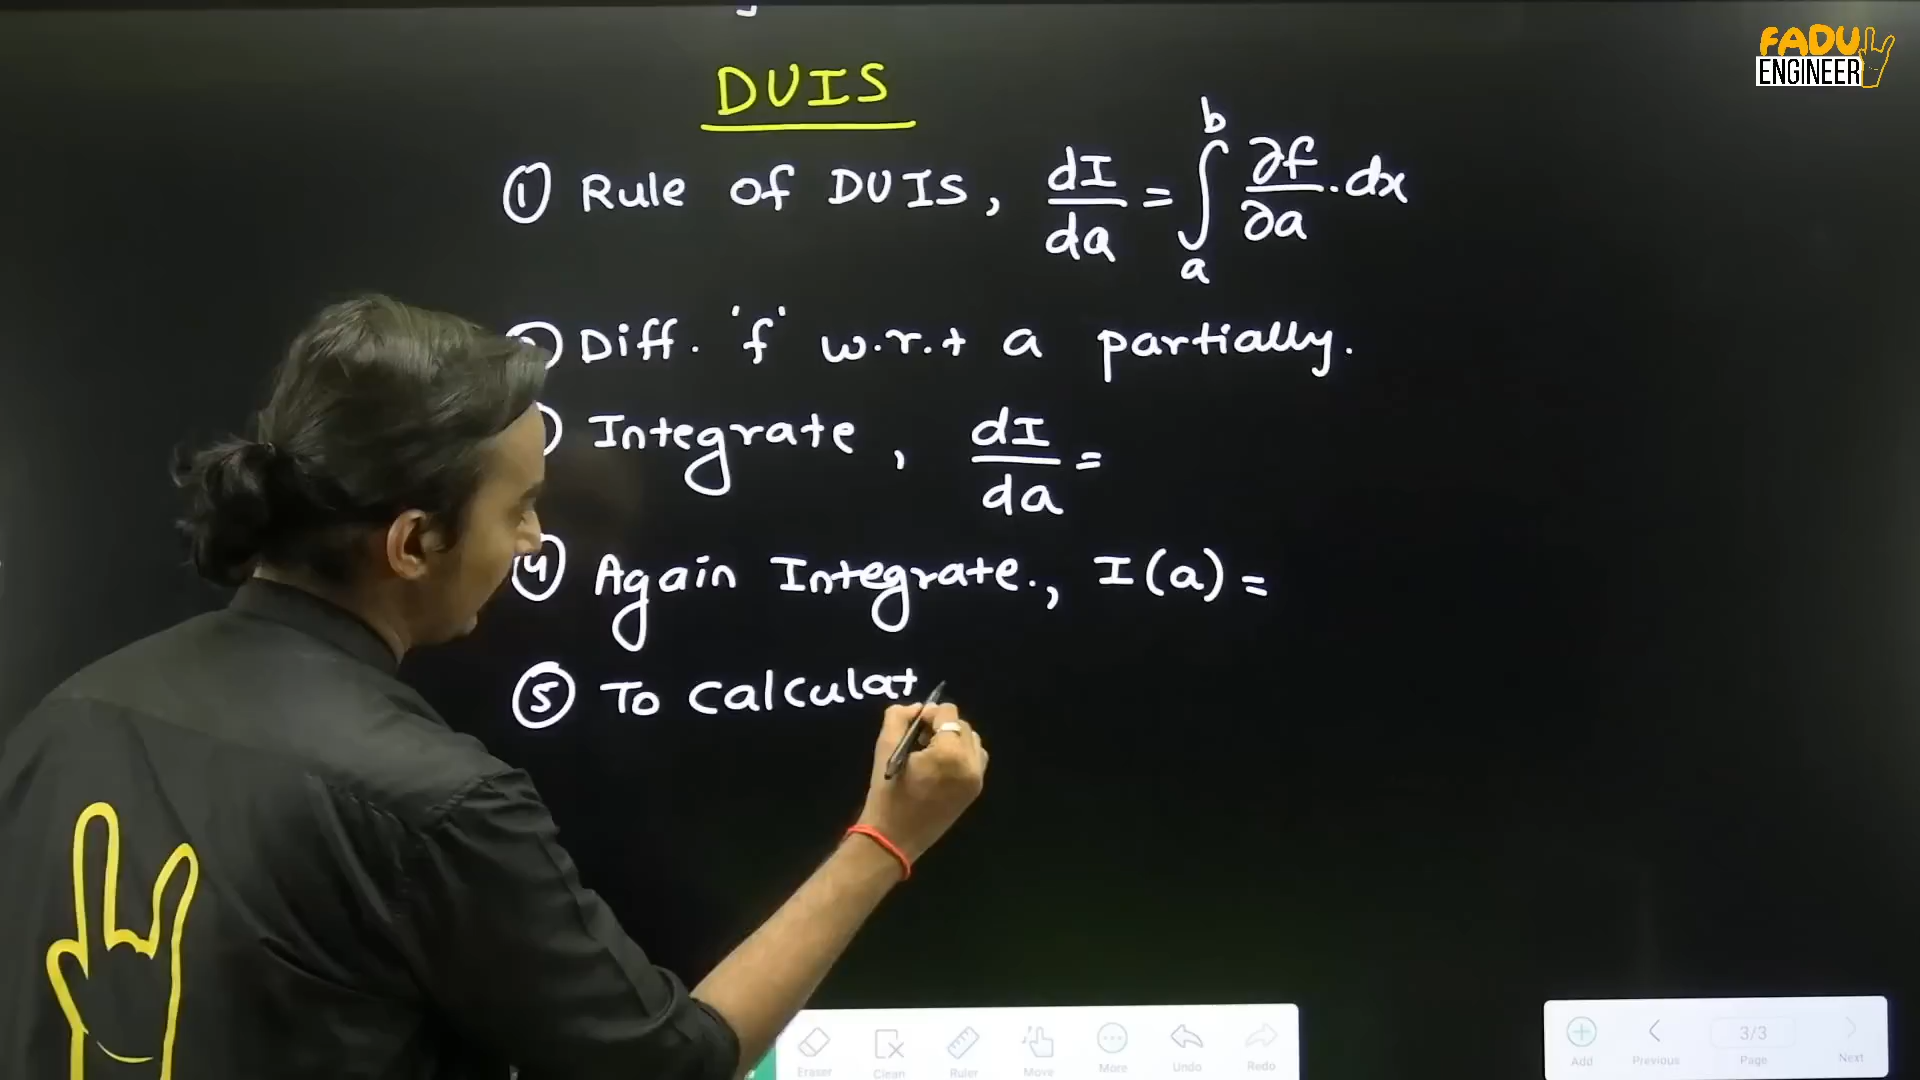 FADU
ENGINEER
DUIS
① Rule of DUIS, dI/da = ∫_a^b ∂f/∂a . dx
Diff. 'f' w.r.t a partially.
Integrate , dI/da =
④ Again Integrate., I(a) =
⑤ To Calculat
Eraser Clean Ruler Move More Undo Redo
Add Previous 3/3 Page Next